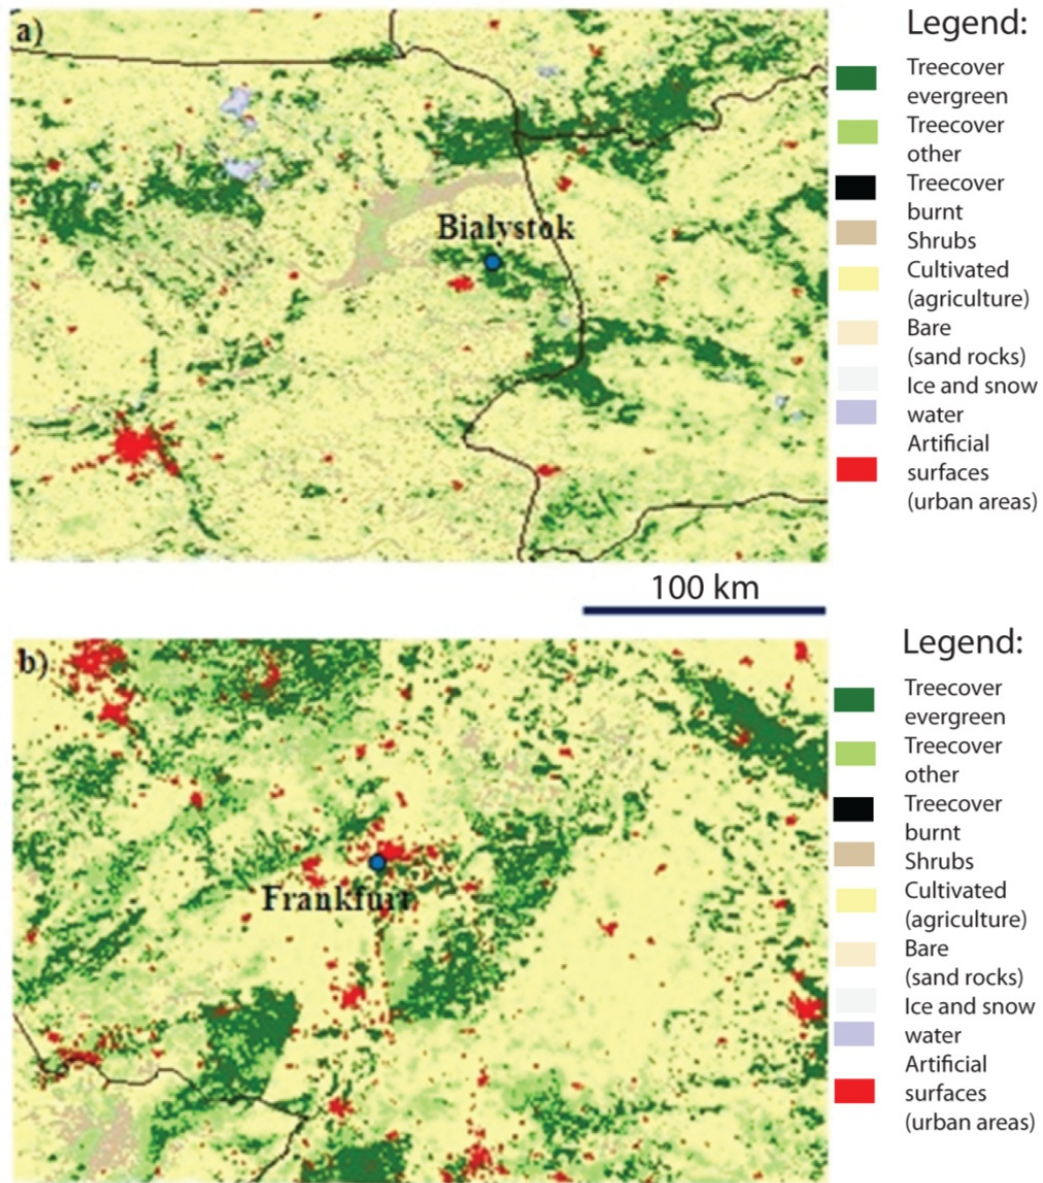 a)
Bialystok
Legend:
Treecover
evergreen
Treecover
other
Treecover
burnt
Shrubs
Cultivated
(agriculture)
Bare
(sand rocks)
Ice and snow
water
Artificial
surfaces
(urban areas)
100 km
b)
Frankfurt
Legend:
Treecover
evergreen
Treecover
other
Treecover
burnt
Shrubs
Cultivated
(agriculture)
Bare
(sand rocks)
Ice and snow
water
Artificial
surfaces
(urban areas)